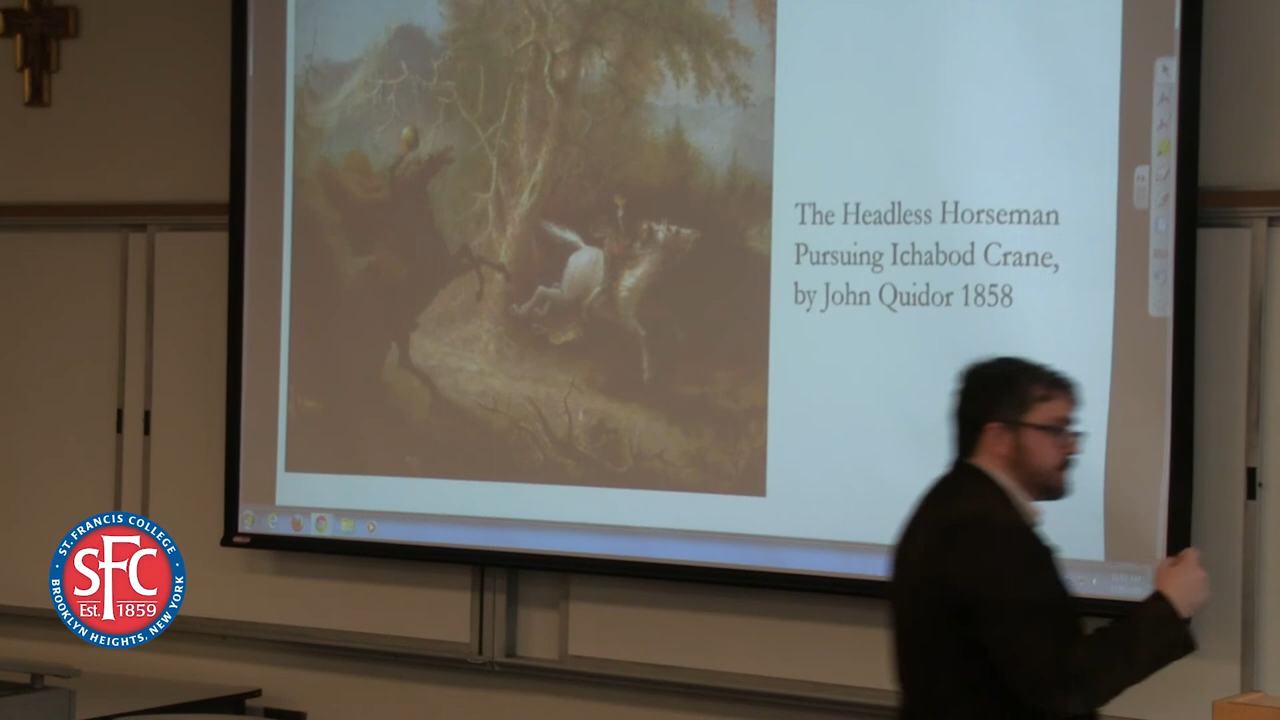 The Headless Horseman
Pursuing Ichabod Crane,
by John Quidor 1858
ST. FRANCIS COLLEGE
SFC
Est. 1859
BROOKLYN HEIGHTS, NEW YORK